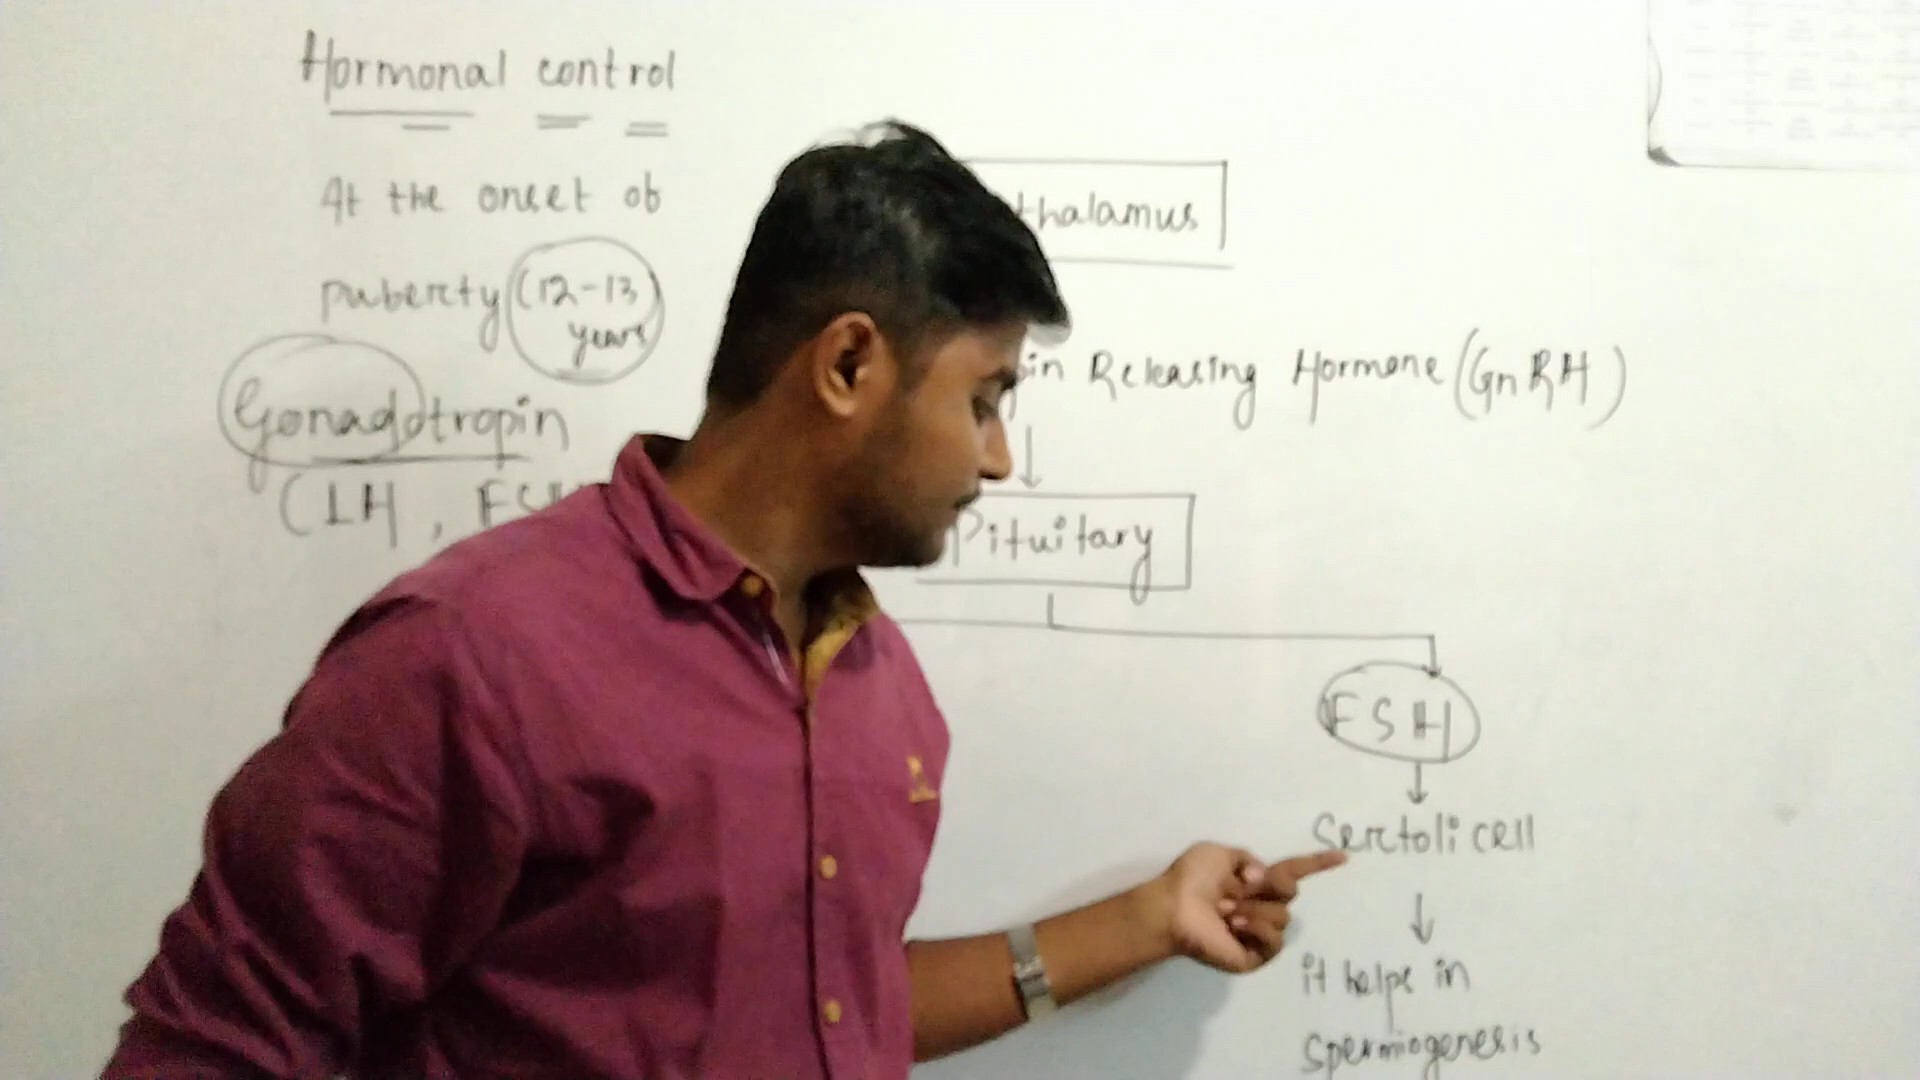 Hormonal control
At the onset of
puberty (12-13)
years
Gonadotropin
(LH, FSH
thalamus
in Releasing Hormone (GnRH)
Pituitary
FSH
Sertoli cell
it helps in
spermiogenesis